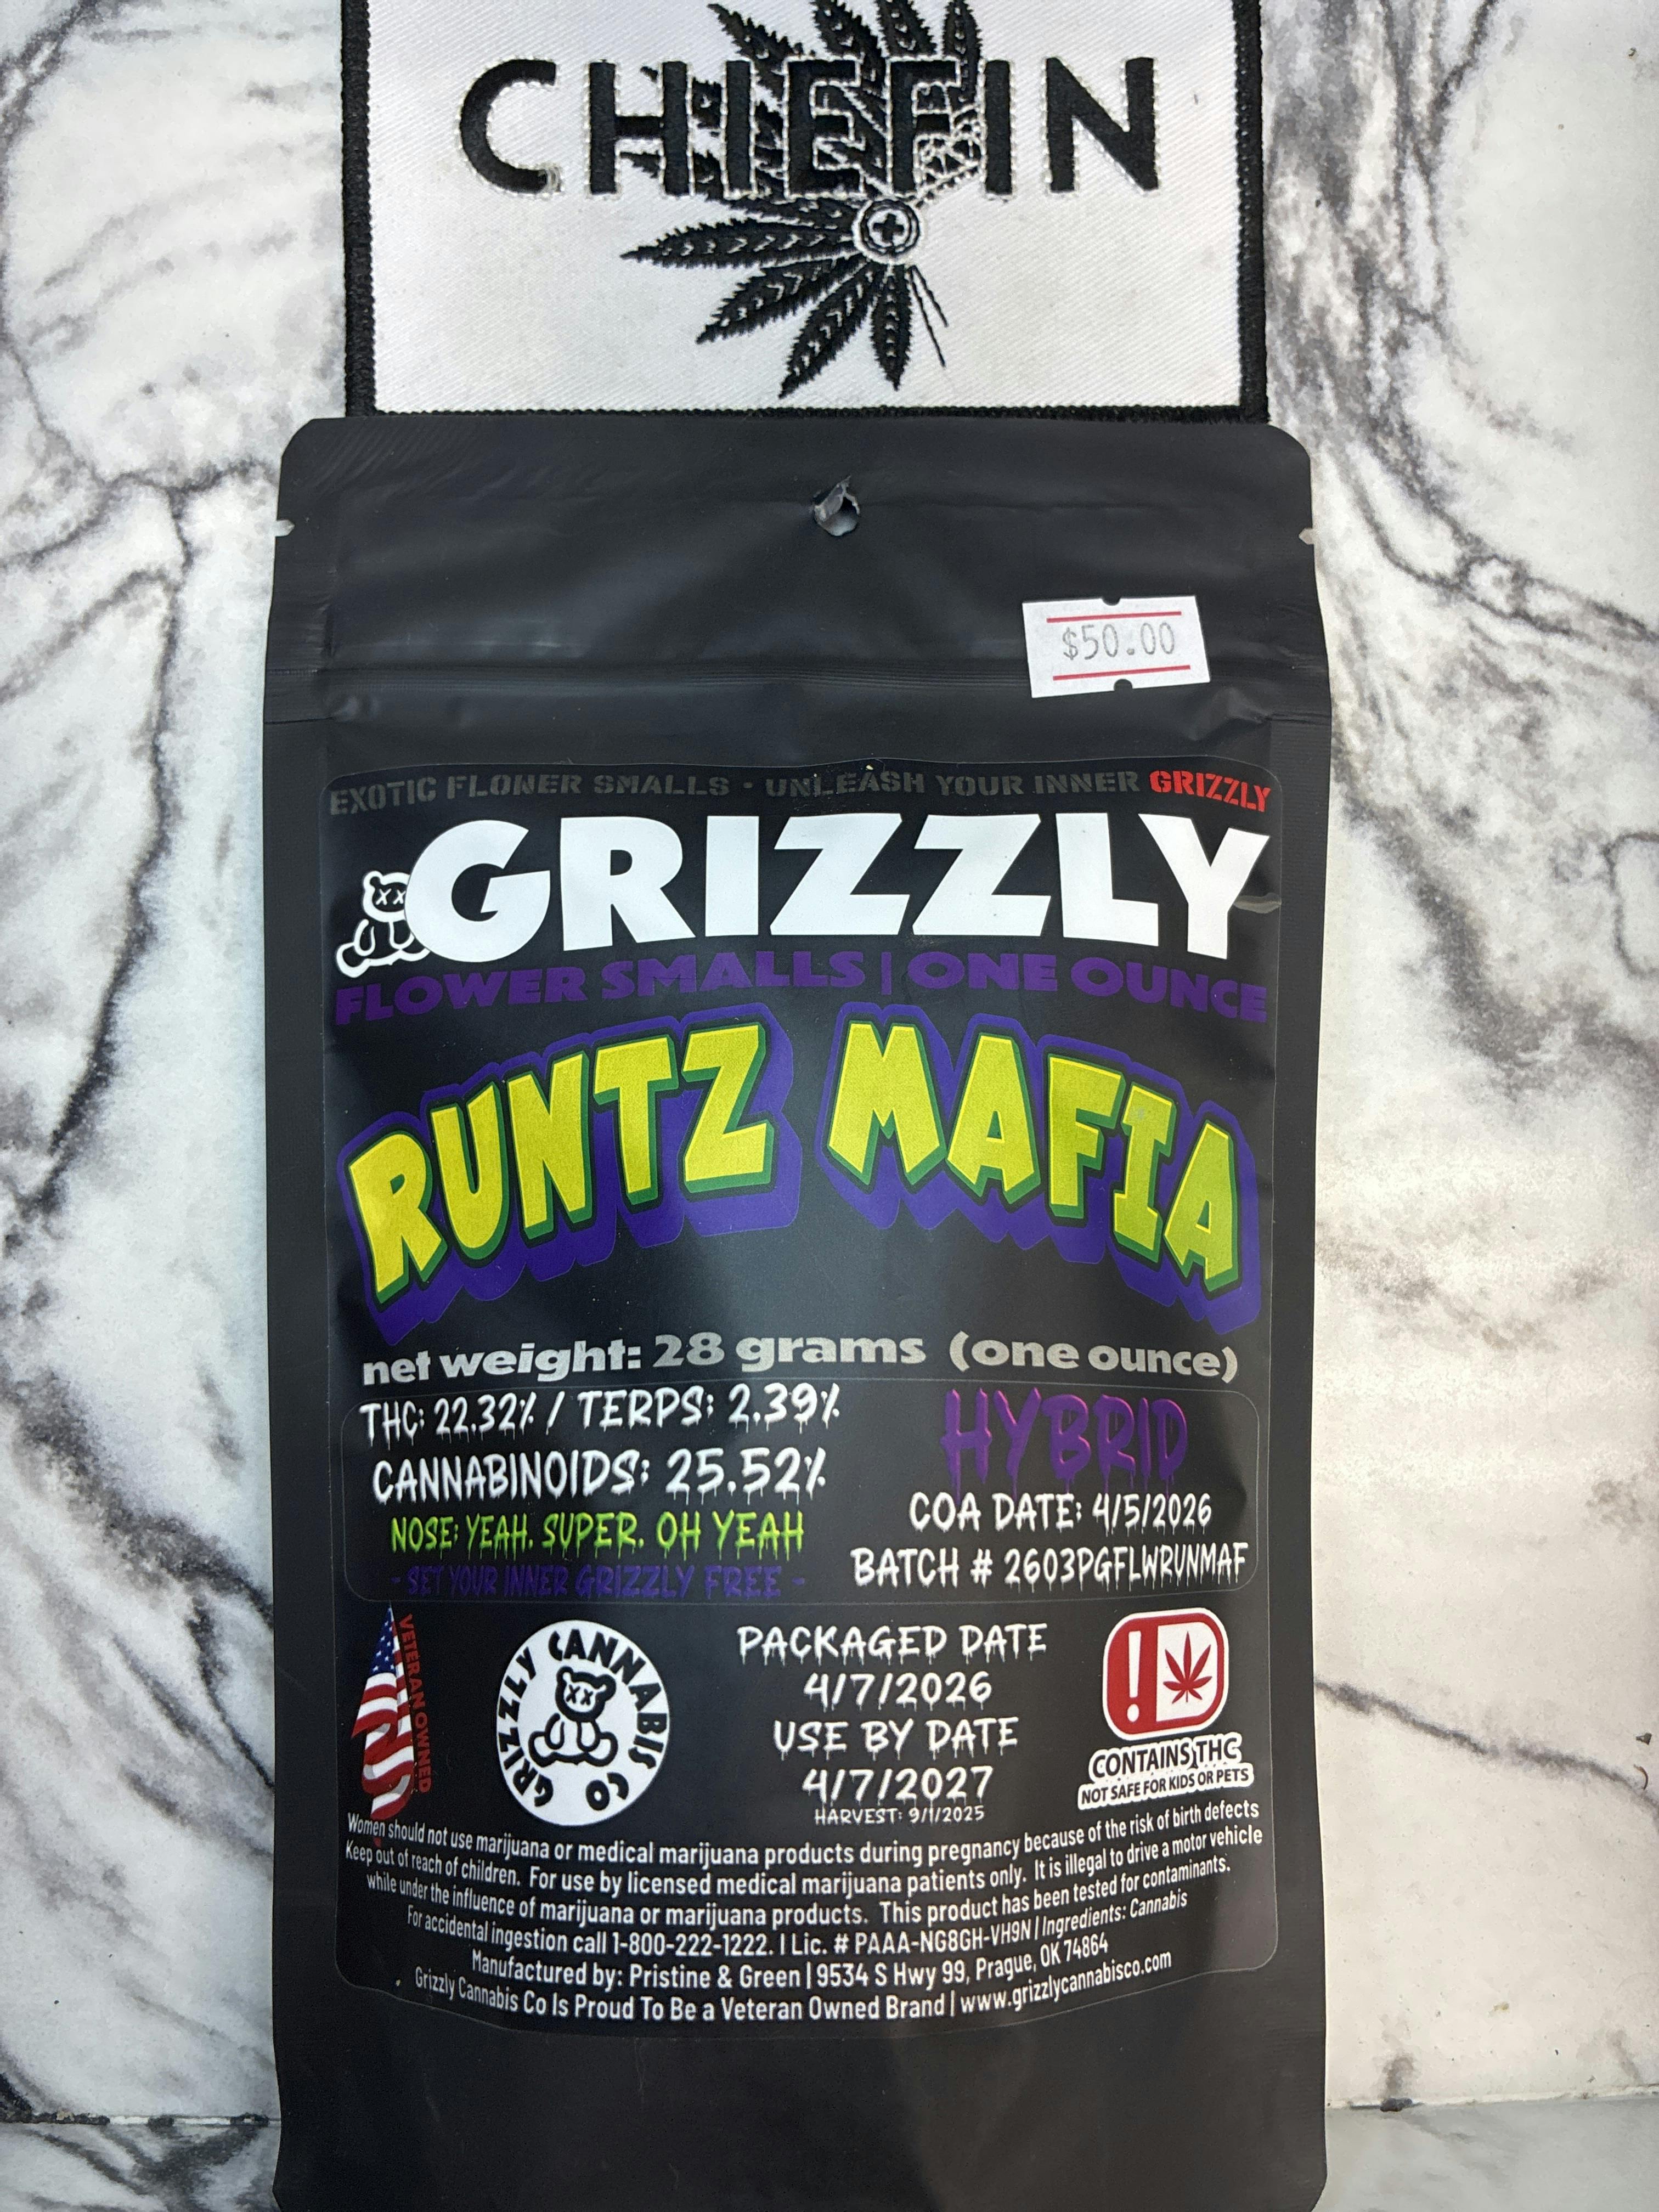 CHIEFIN
$50.00
EXOTIC FLOWER SMALLS - UNLEASH YOUR INNER GRIZZLY
GRIZZLY
FLOWER SMALLS | ONE OUNCE
RUNTZ MAFIA
net weight: 28 grams (one ounce)
THC: 22.32% / TERPS: 2.39%
CANNABINOIDS: 25.52%
NOSE: YEAH. SUPER. OH YEAH
- SET YOUR INNER GRIZZLY FREE -
HYBRID
COA DATE: 4/5/2026
BATCH # 2603PGFLWRUNMAF
VETERAN OWNED
GRIZZLY CANNABIS CO
PACKAGED DATE
4/7/2026
USE BY DATE
4/7/2027
HARVEST: 9/1/2025
!
CONTAINS THC
NOT SAFE FOR KIDS OR PETS
Women should not use marijuana or medical marijuana products during pregnancy because of the risk of birth defects
Keep out of reach of children. For use by licensed medical marijuana patients only. It is illegal to drive a motor vehicle
while under the influence of marijuana or marijuana products. This product has been tested for contaminants.
For accidental ingestion call 1-800-222-1222. | Lic. # PAAA-NG8GH-VH9N | Ingredients: Cannabis
Manufactured by: Pristine & Green | 9534 S Hwy 99, Prague, OK 74864
Grizzly Cannabis Co Is Proud To Be a Veteran Owned Brand | www.grizzlycannabisco.com